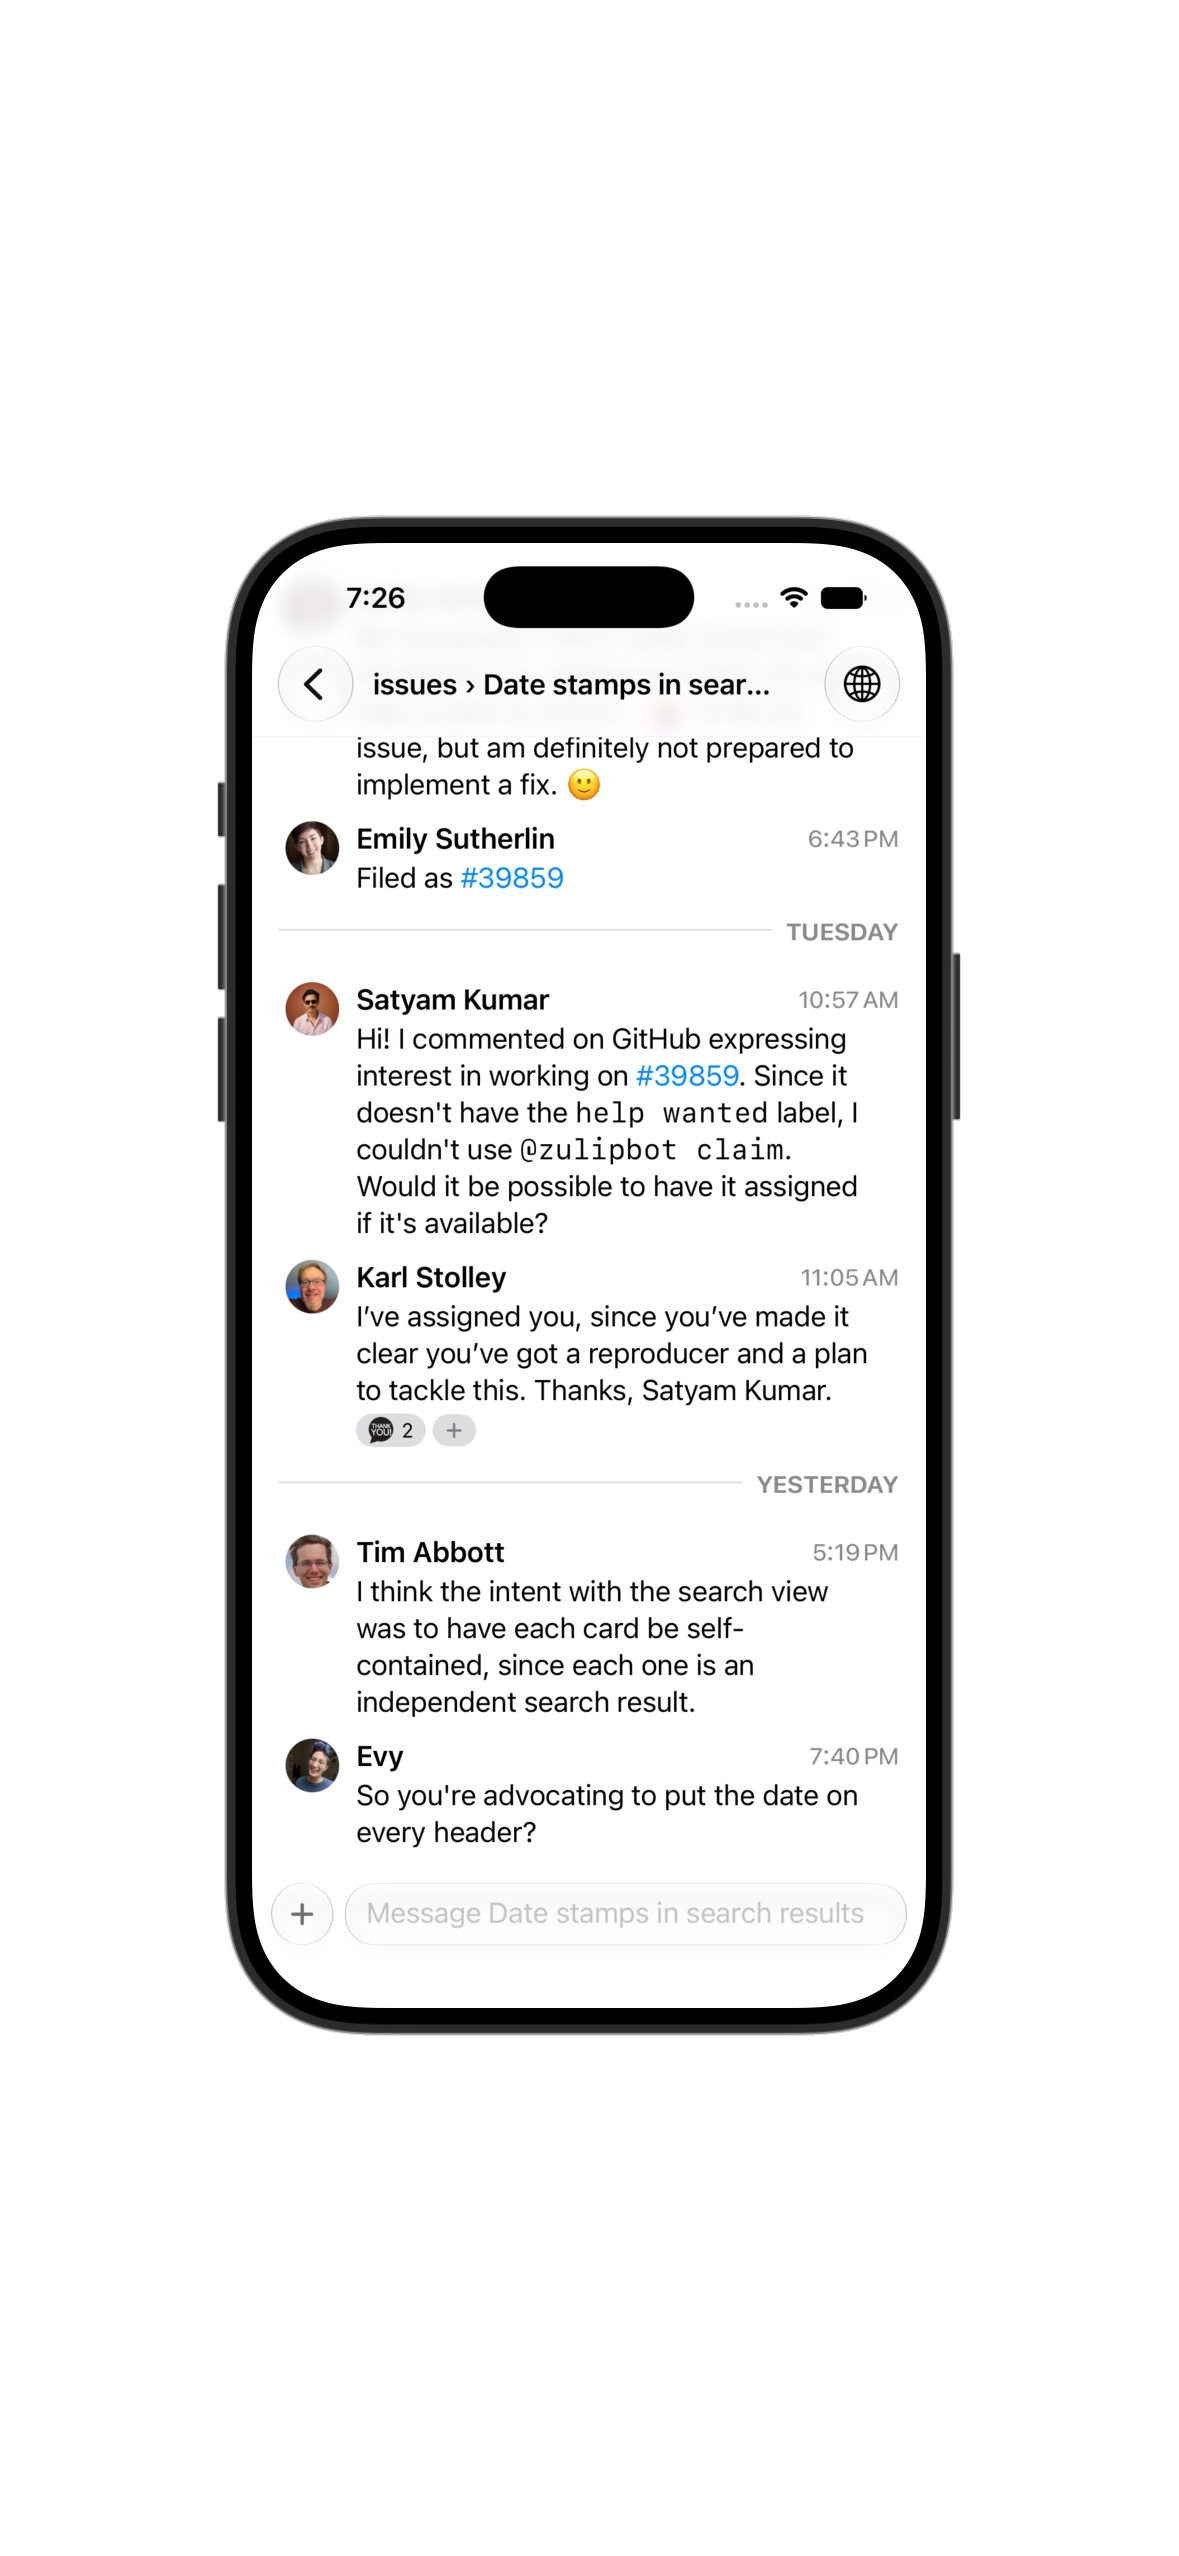 7:26
issues › Date stamps in sear...
issue, but am definitely not prepared to
implement a fix. 🙂
Emily Sutherlin 6:43 PM
Filed as #39859
TUESDAY
Satyam Kumar 10:57 AM
Hi! I commented on GitHub expressing
interest in working on #39859. Since it
doesn't have the help wanted label, I
couldn't use @zulipbot claim.
Would it be possible to have it assigned
if it's available?
Karl Stolley 11:05 AM
I’ve assigned you, since you’ve made it
clear you’ve got a reproducer and a plan
to tackle this. Thanks, Satyam Kumar.
THANK YOU! 2 +
YESTERDAY
Tim Abbott 5:19 PM
I think the intent with the search view
was to have each card be self-
contained, since each one is an
independent search result.
Evy 7:40 PM
So you're advocating to put the date on
every header?
+ Message Date stamps in search results